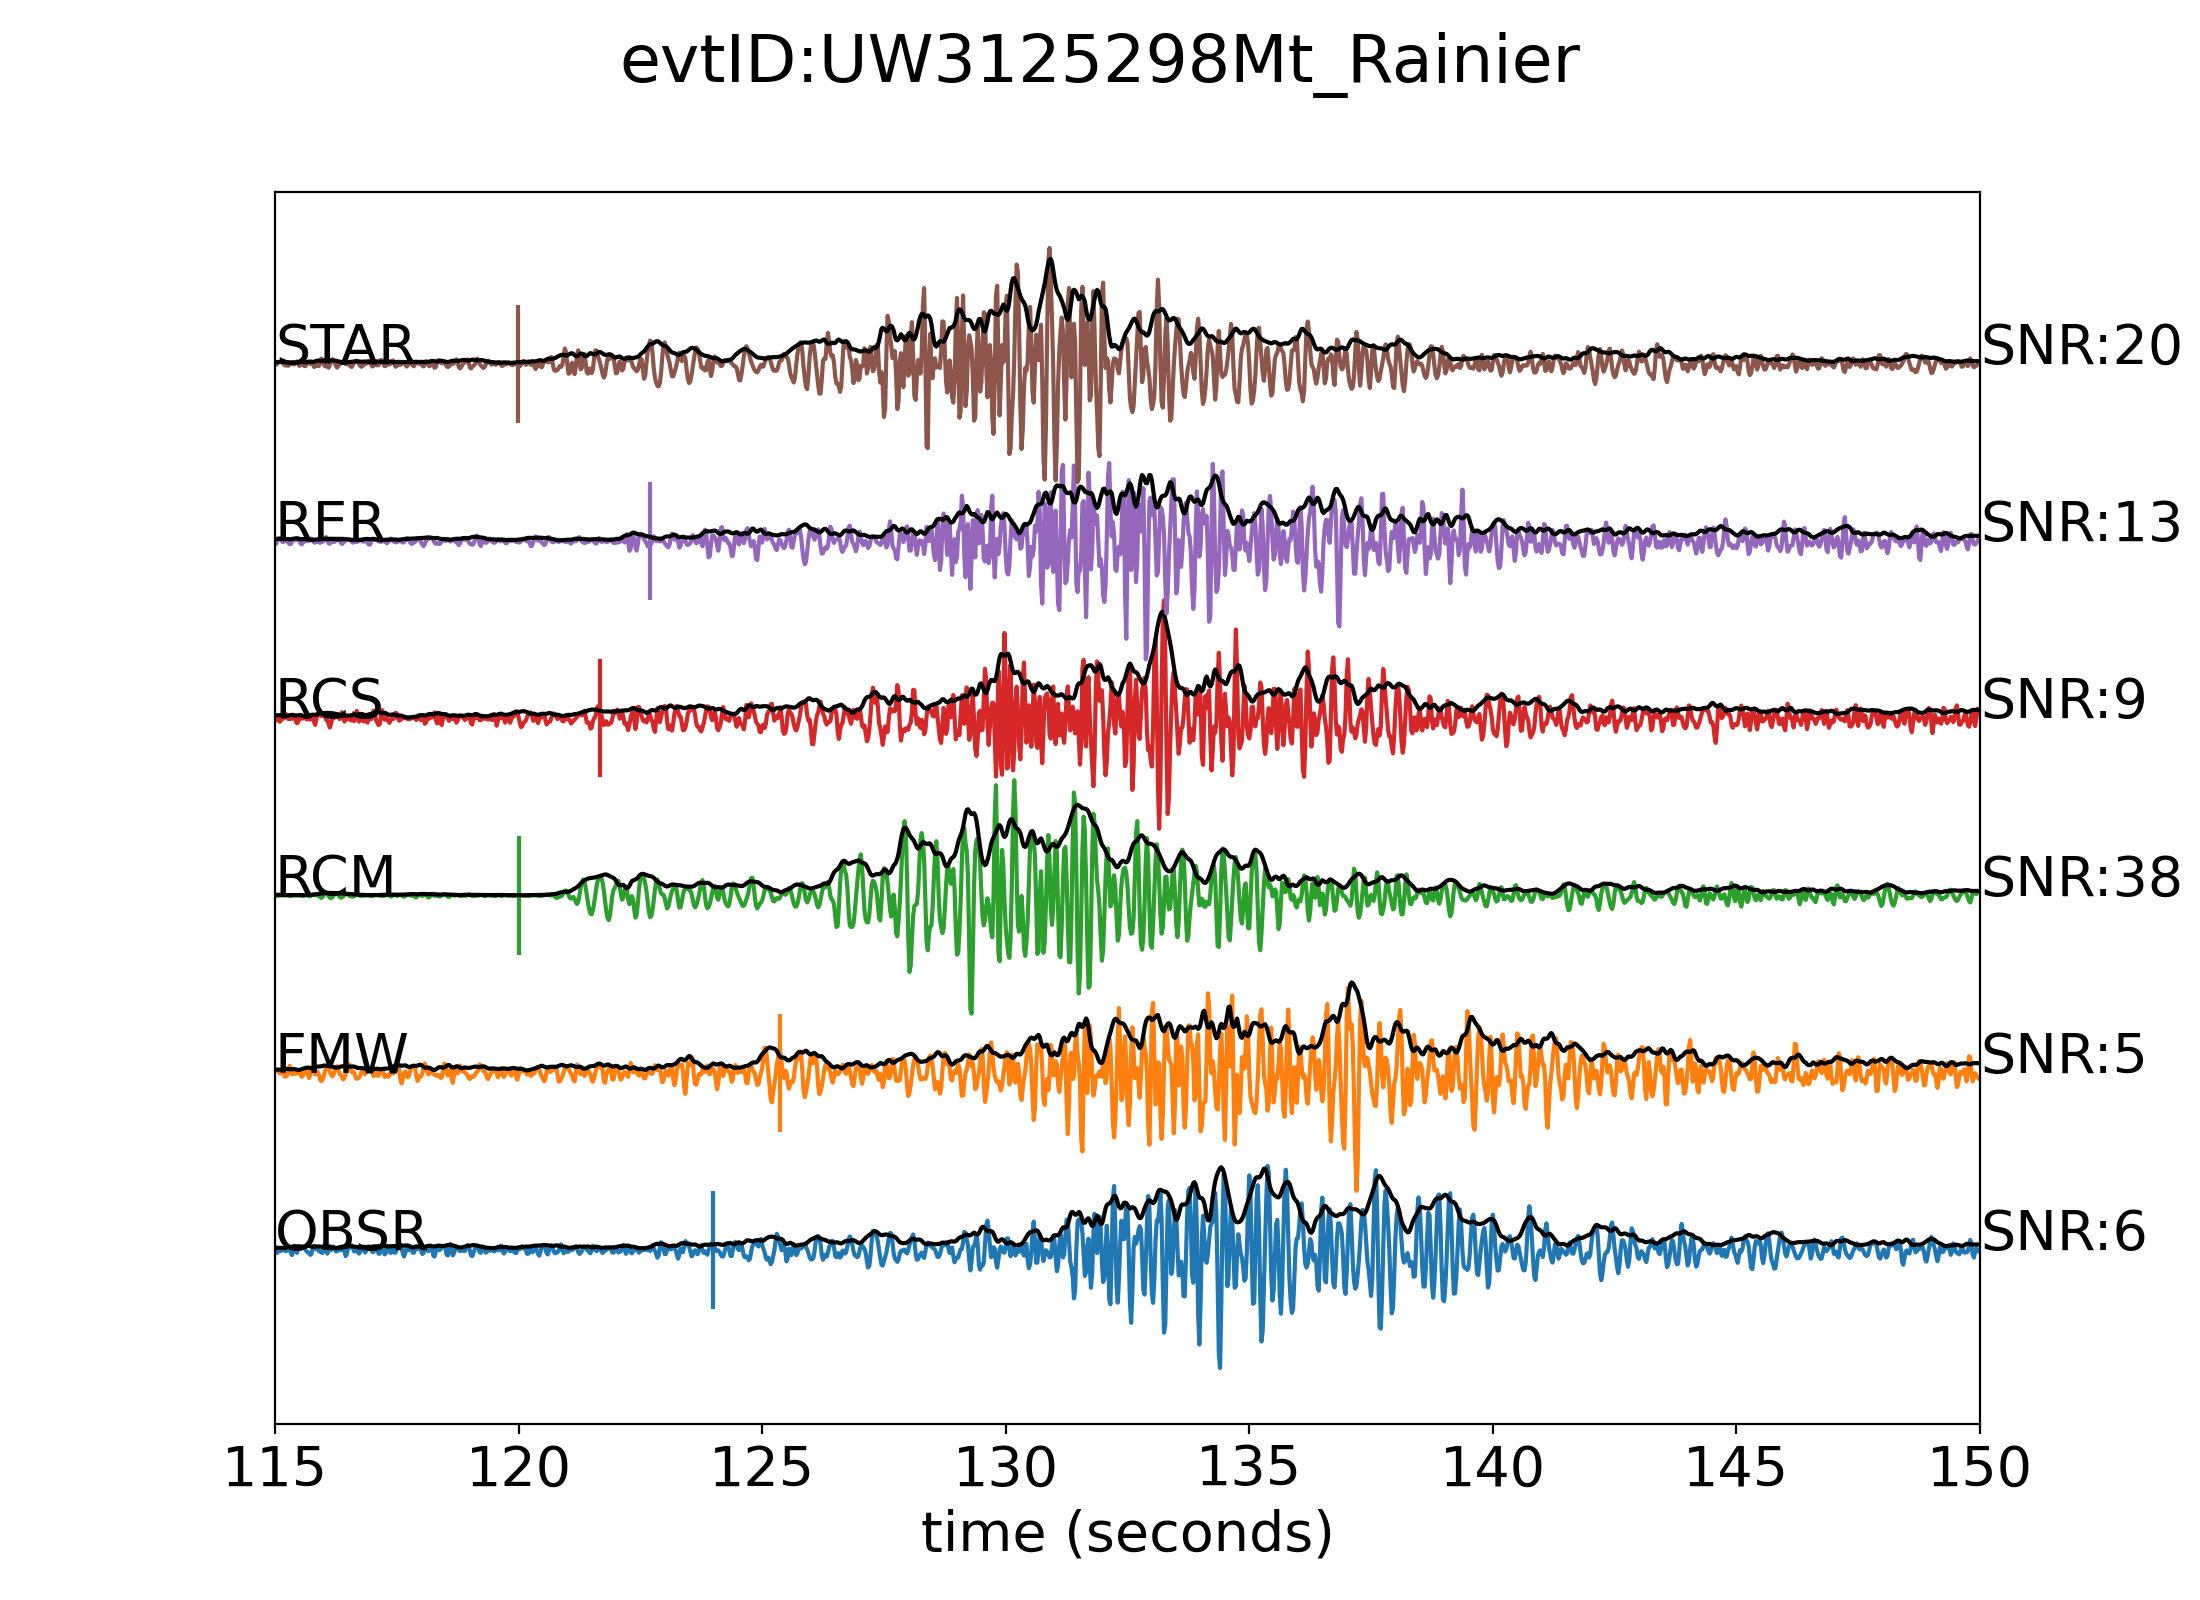 evtID:UW3125298Mt_Rainier
STAR SNR:20
RER SNR:13
RCS SNR:9
RCM SNR:38
FMW SNR:5
OBSR SNR:6
115 120 125 130 135 140 145 150
time (seconds)